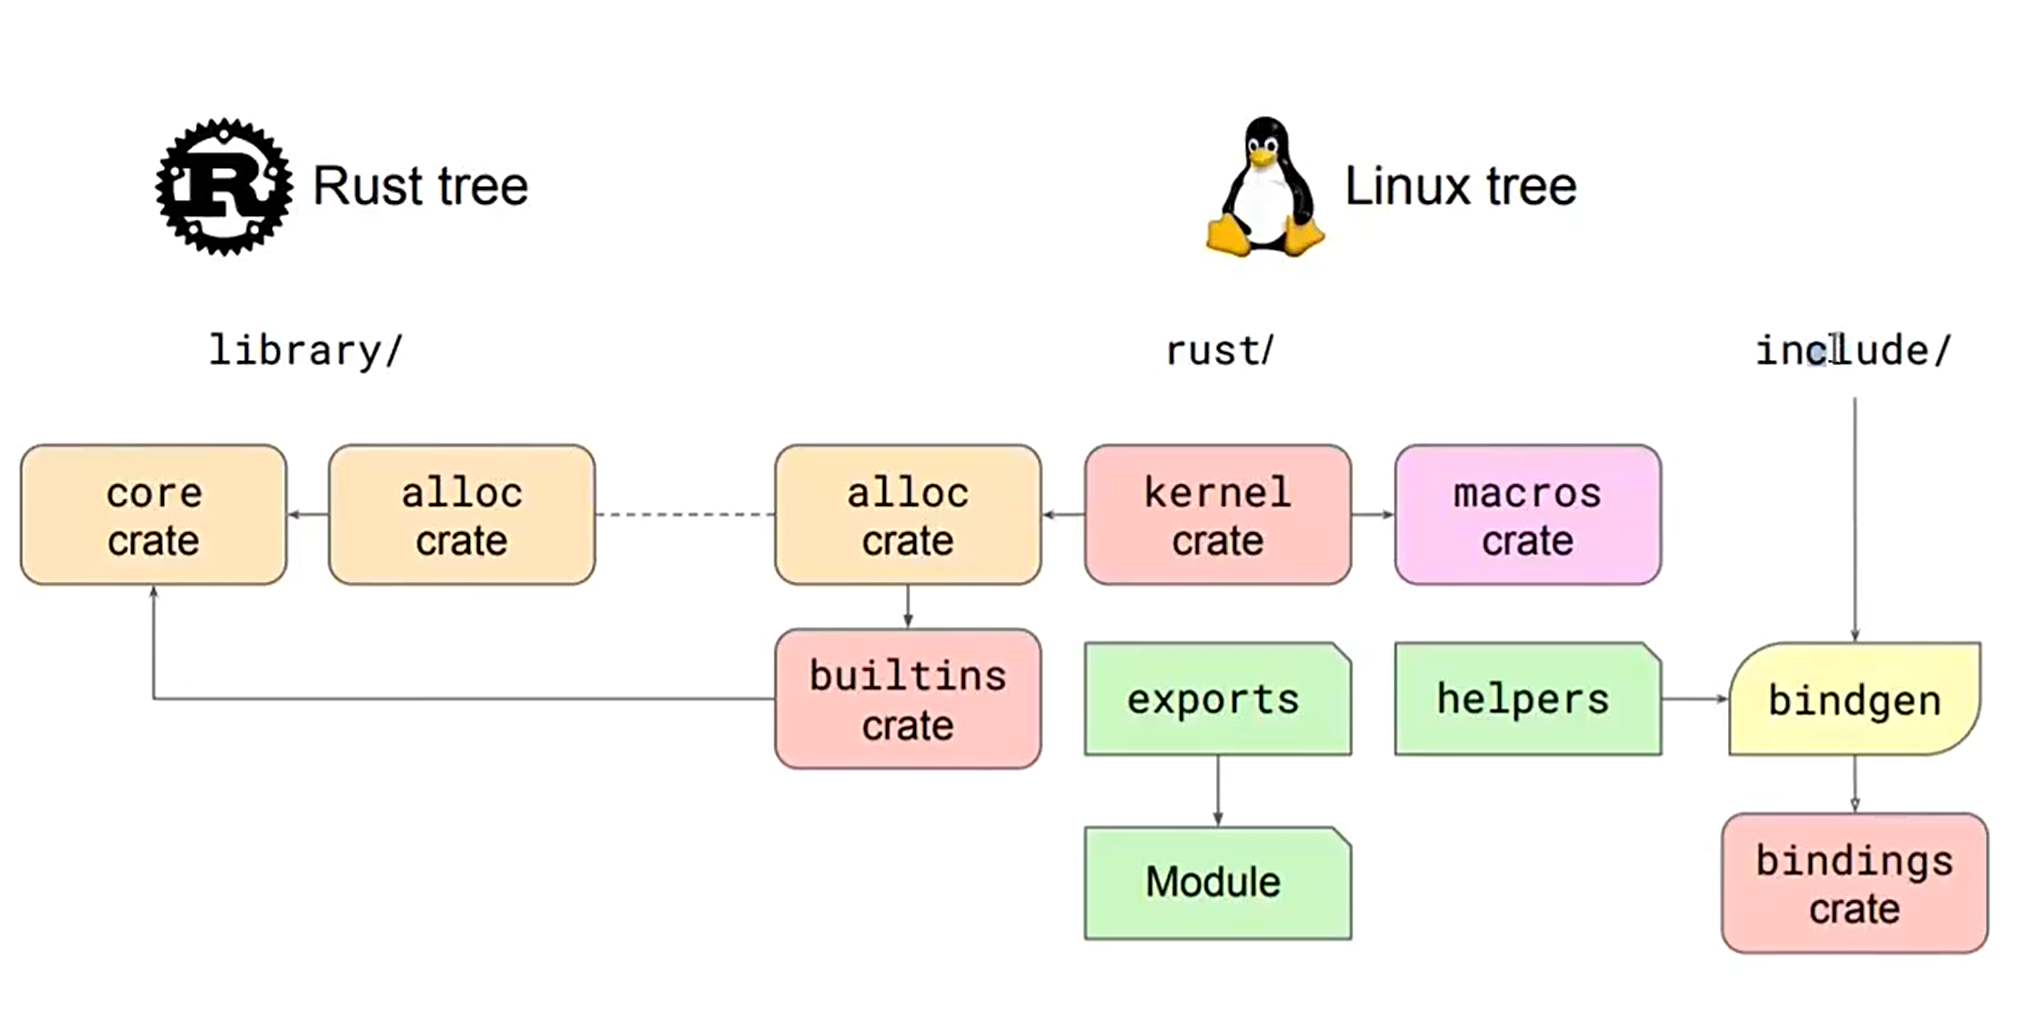 R
Rust tree
Linux tree
library/
rust/
include/
core
crate
alloc
crate
alloc
crate
kernel
crate
macros
crate
builtins
crate
exports
helpers
bindgen
Module
bindings
crate